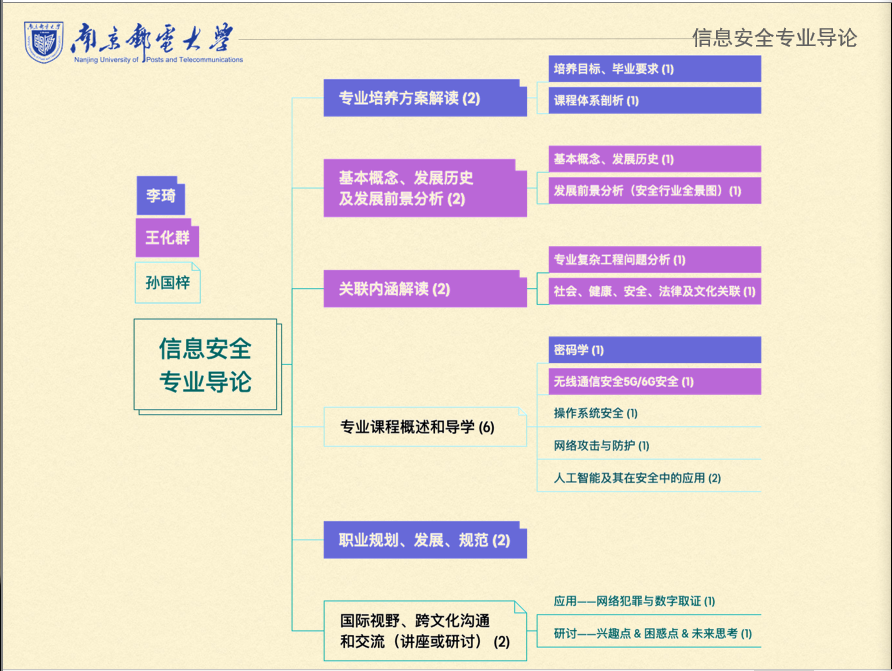 南京邮电大学
Nanjing University of Posts and Telecommunications
信息安全专业导论
李琦
王化群
孙国梓
信息安全
专业导论
专业培养方案解读 (2)
培养目标、毕业要求 (1)
课程体系剖析 (1)
基本概念、发展历史
及发展前景分析 (2)
基本概念、发展历史 (1)
发展前景分析（安全行业全景图）(1)
关联内涵解读 (2)
专业复杂工程问题分析 (1)
社会、健康、安全、法律及文化关联 (1)
专业课程概述和导学 (6)
密码学 (1)
无线通信安全5G/6G安全 (1)
操作系统安全 (1)
网络攻击与防护 (1)
人工智能及其在安全中的应用 (2)
职业规划、发展、规范 (2)
国际视野、跨文化沟通
和交流（讲座或研讨） (2)
应用——网络犯罪与数字取证 (1)
研讨——兴趣点 & 困惑点 & 未来思考 (1)